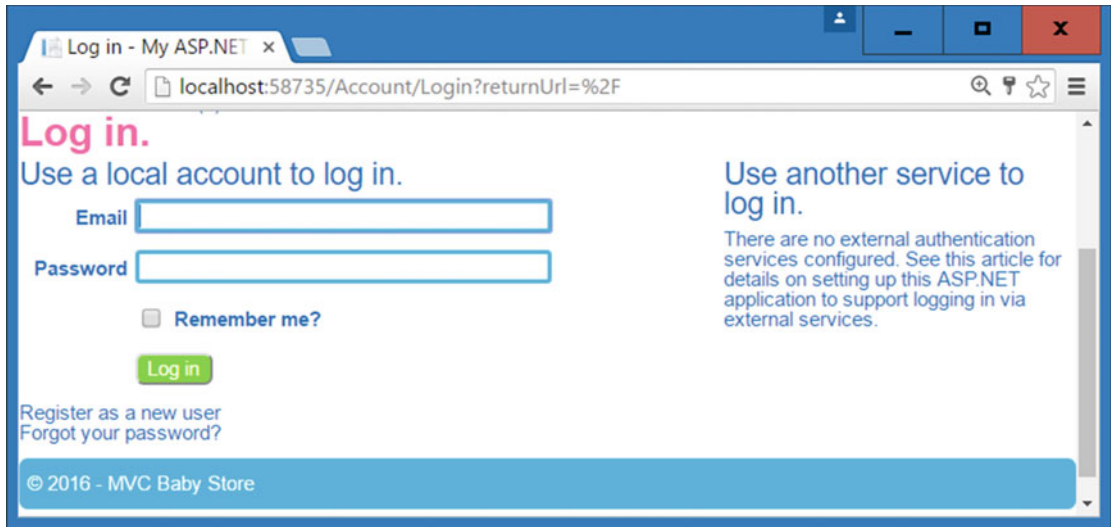 Log in - My ASP.NET
localhost:58735/Account/Login?returnUrl=%2F
Log in.
Use a local account to log in.
Email
Password
Remember me?
Log in
Register as a new user
Forgot your password?
Use another service to
log in.
There are no external authentication
services configured. See this article for
details on setting up this ASP.NET
application to support logging in via
external services.
© 2016 - MVC Baby Store